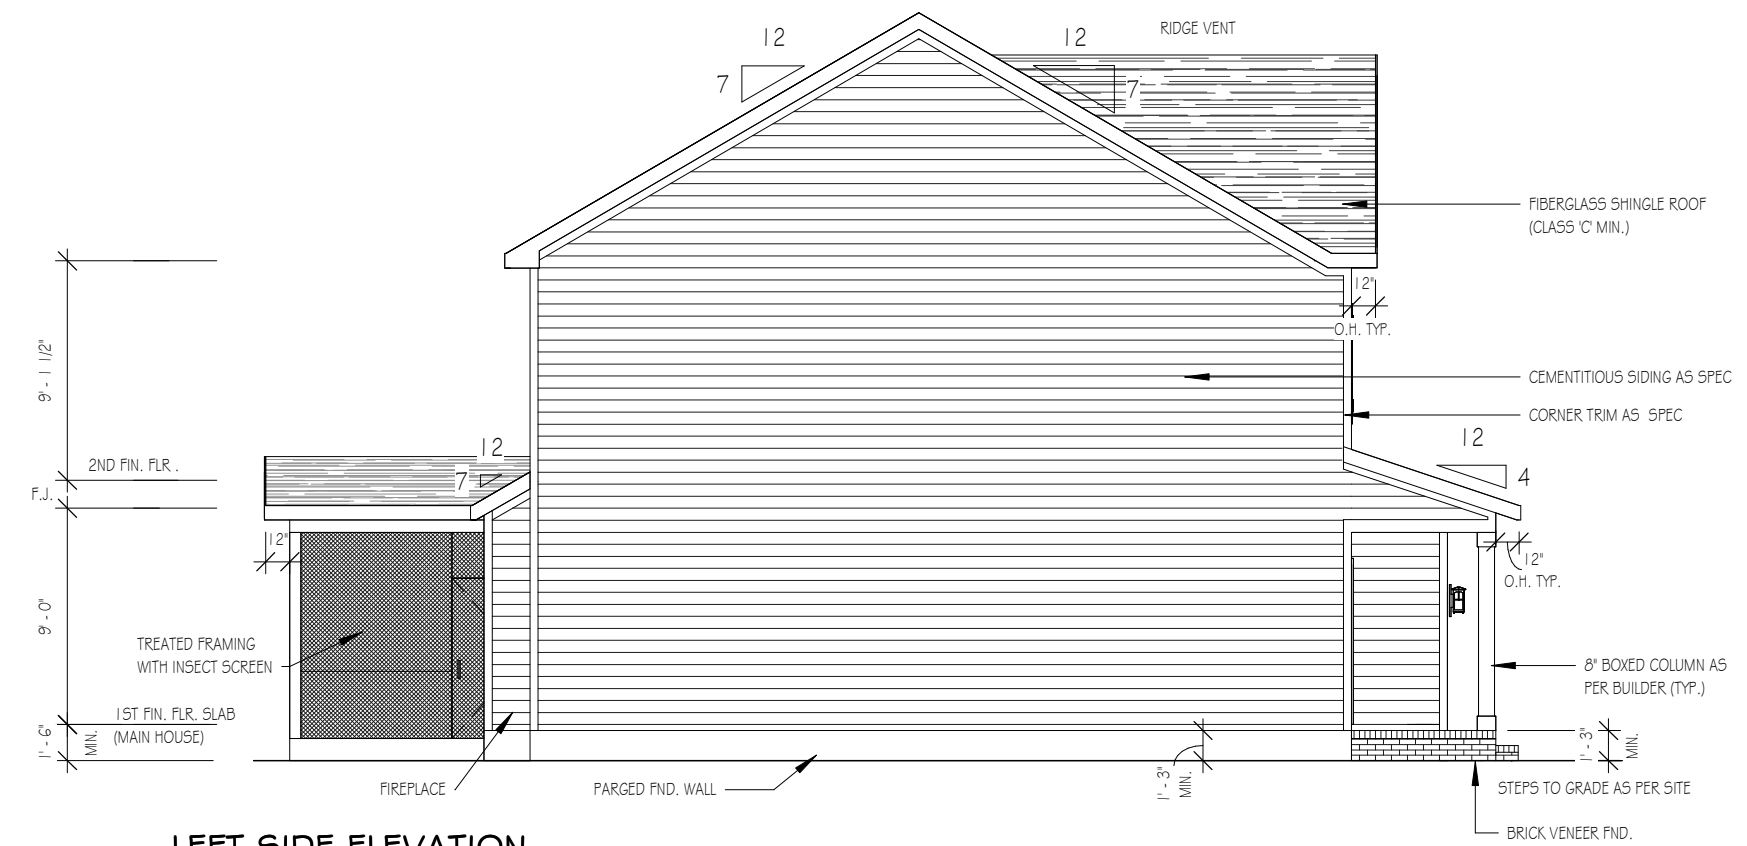 RIDGE VENT
12
12
7
7
FIBERGLASS SHINGLE ROOF
(CLASS 'C' MIN.)
12"
O.H. TYP.
9' - 1 1/2"
CEMENTITIOUS SIDING AS SPEC
CORNER TRIM AS SPEC
12
4
12
7
2ND FIN. FLR .
F.J.
12"
12"
O.H. TYP.
9' - 0"
TREATED FRAMING
WITH INSECT SCREEN
8" BOXED COLUMN AS
PER BUILDER (TYP.)
1ST FIN. FLR. SLAB
(MAIN HOUSE)
1' - 6"
MIN.
1' - 3"
MIN.
1' - 3"
MIN.
FIREPLACE
PARGED FND. WALL
STEPS TO GRADE AS PER SITE
BRICK VENEER FND.
LEFT SIDE ELEVATION